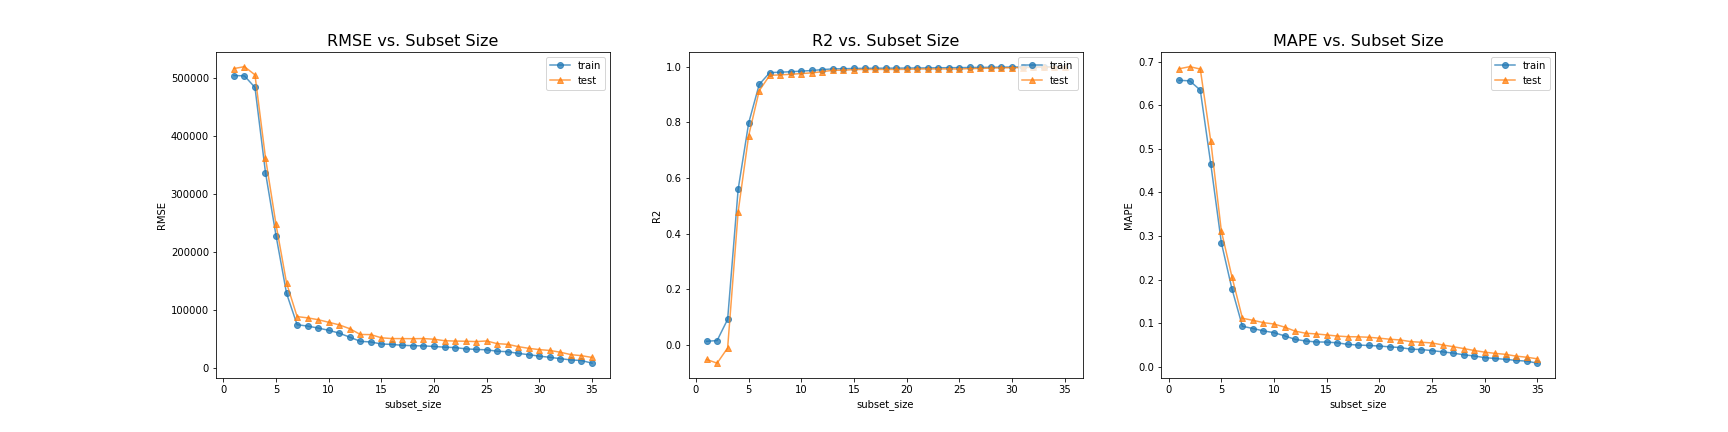 RMSE vs. Subset Size
R2 vs. Subset Size
MAPE vs. Subset Size
train
test
500000
400000
300000
200000
100000
0
RMSE
0
5
10
15
20
25
30
35
subset_size
train
test
1.0
0.8
0.6
0.4
0.2
0.0
R2
0
5
10
15
20
25
30
35
subset_size
train
test
0.7
0.6
0.5
0.4
0.3
0.2
0.1
0.0
MAPE
0
5
10
15
20
25
30
35
subset_size